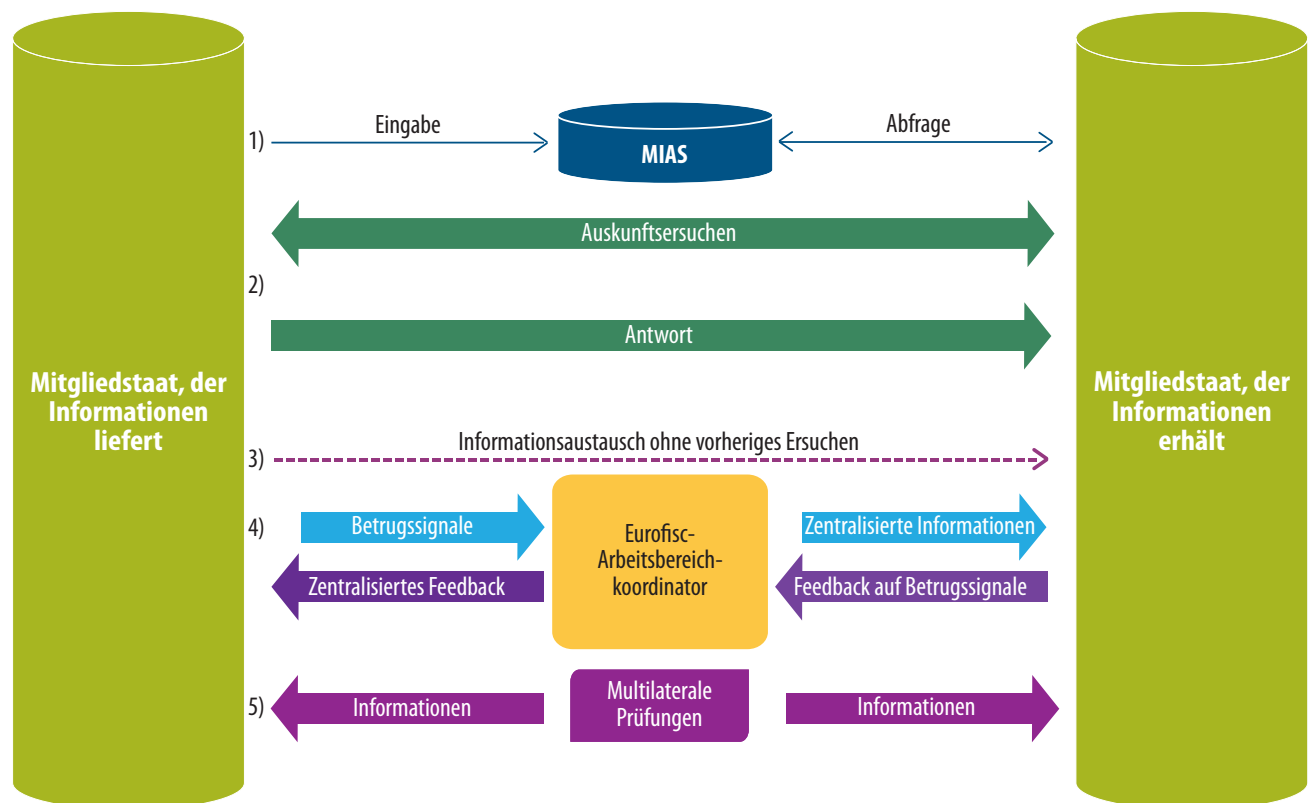 1)
Eingabe
MIAS
Abfrage
Auskunftsersuchen
2)
Antwort
Mitgliedstaat, der
Informationen
liefert
Mitgliedstaat, der
Informationen
erhält
Informationsaustausch ohne vorheriges Ersuchen
3)
4)
Betrugssignale
Eurofisc-
Arbeitsbereich-
koordinator
Zentralisierte Informationen
Zentralisiertes Feedback
Feedback auf Betrugssignale
5)
Informationen
Multilaterale
Prüfungen
Informationen